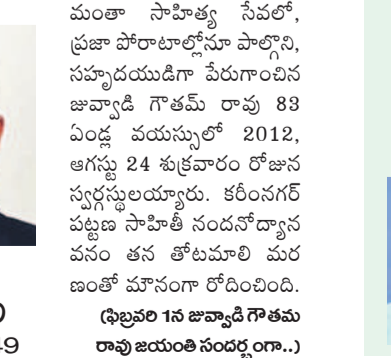 మంతా సాహిత్య సేవలో,
ప్రజా పోరాటాల్లోనూ పాల్గొని,
సహృదయుడిగా పేరుగాంచిన
జువ్వాడి గౌతమ్ రావు 83
ఏండ్ల వయస్సులో 2012,
ఆగస్టు 24 శుక్రవారం రోజున
స్వర్గస్తులయ్యారు. కరీంనగర్
పట్టణ సాహితీ నందనోద్యాన
వనం తన తోటమాలి మర
ణంతో మౌనంగా రోదించింది.
(ఫిబ్రవరి 1న జువ్వాడి గౌతమ
రావు జయంతి సందర్భంగా..)
49